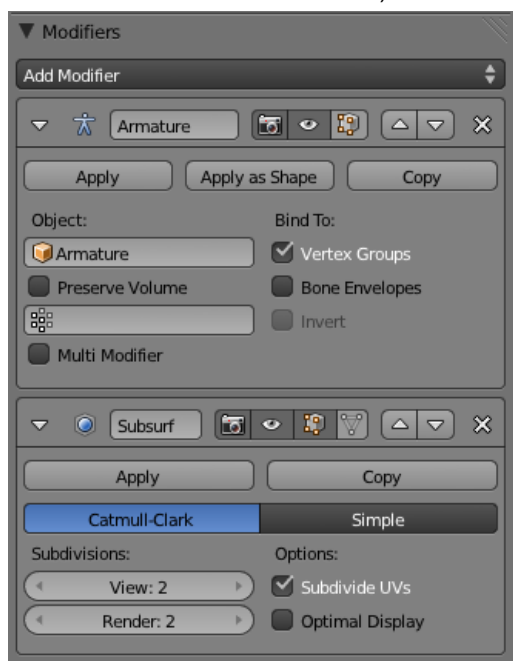 Modifiers
Add Modifier
Armature
Apply Apply as Shape Copy
Object: Bind To:
Armature Vertex Groups
Preserve Volume Bone Envelopes
Invert
Multi Modifier
Subsurf
Apply Copy
Catmull-Clark Simple
Subdivisions: Options:
View: 2 Subdivide UVs
Render: 2 Optimal Display